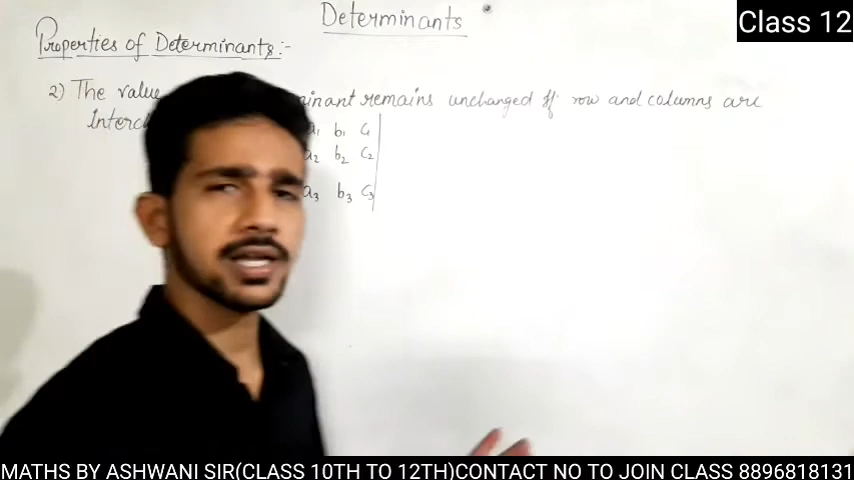 Determinants
Class 12
Properties of Determinants:-
2) The value minant remains unchanged if row and columns are
Interc
a₁ b₁ c₁
a₂ b₂ c₂
a₃ b₃ c₃
MATHS BY ASHWANI SIR(CLASS 10TH TO 12TH)CONTACT NO TO JOIN CLASS 8896818131